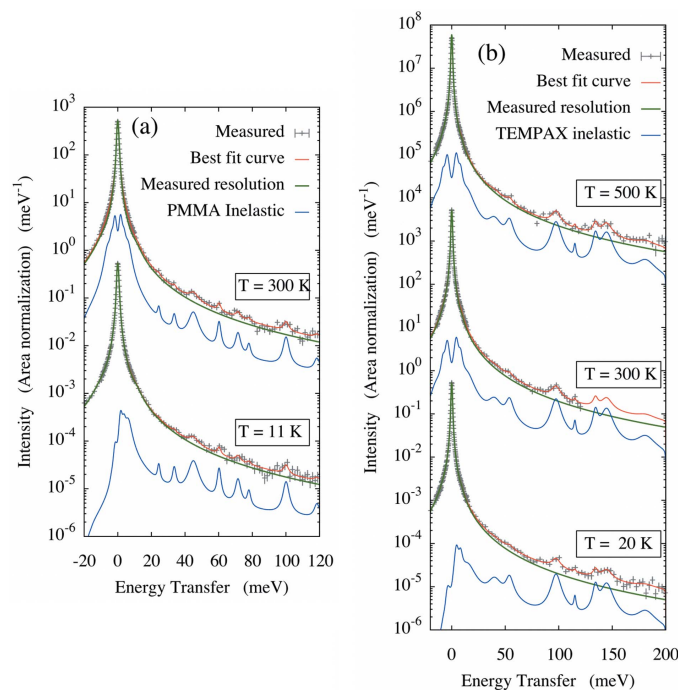 (a)
Measured
Best fit curve
Measured resolution
PMMA Inelastic
T = 300 K
T = 11 K
10^3
10^2
10^1
10^0
10^-1
10^-2
10^-3
10^-4
10^-5
10^-6
-20 0 20 40 60 80 100 120
Energy Transfer (meV)
Intensity (Area normalization) (meV^-1)
(b)
Measured
Best fit curve
Measured resolution
TEMPAX inelastic
T = 500 K
T = 300 K
T = 20 K
10^8
10^7
10^6
10^5
10^4
10^3
10^2
10^1
10^0
10^-1
10^-2
10^-3
10^-4
10^-5
10^-6
0 50 100 150 200
Energy Transfer (meV)
Intensity (Area normalization) (meV^-1)